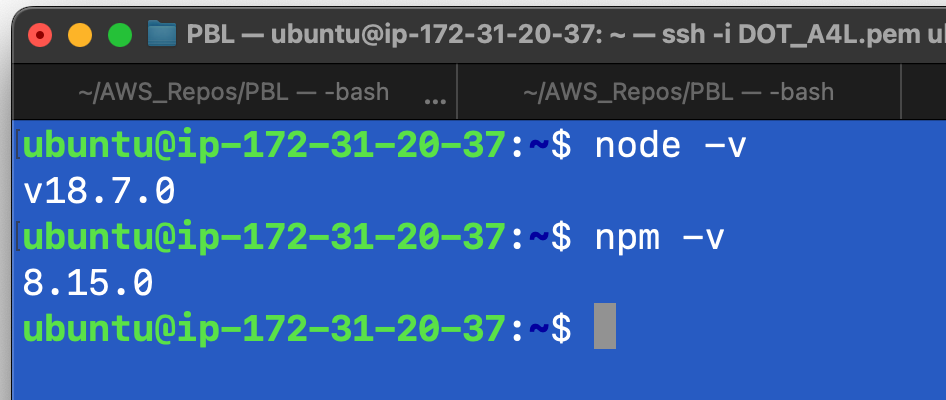 PBL — ubuntu@ip-172-31-20-37: ~ — ssh -i DOT_A4L.pem
~/AWS_Repos/PBL — -bash ... ~/AWS_Repos/PBL — -bash
ubuntu@ip-172-31-20-37:~$ node -v
v18.7.0
ubuntu@ip-172-31-20-37:~$ npm -v
8.15.0
ubuntu@ip-172-31-20-37:~$